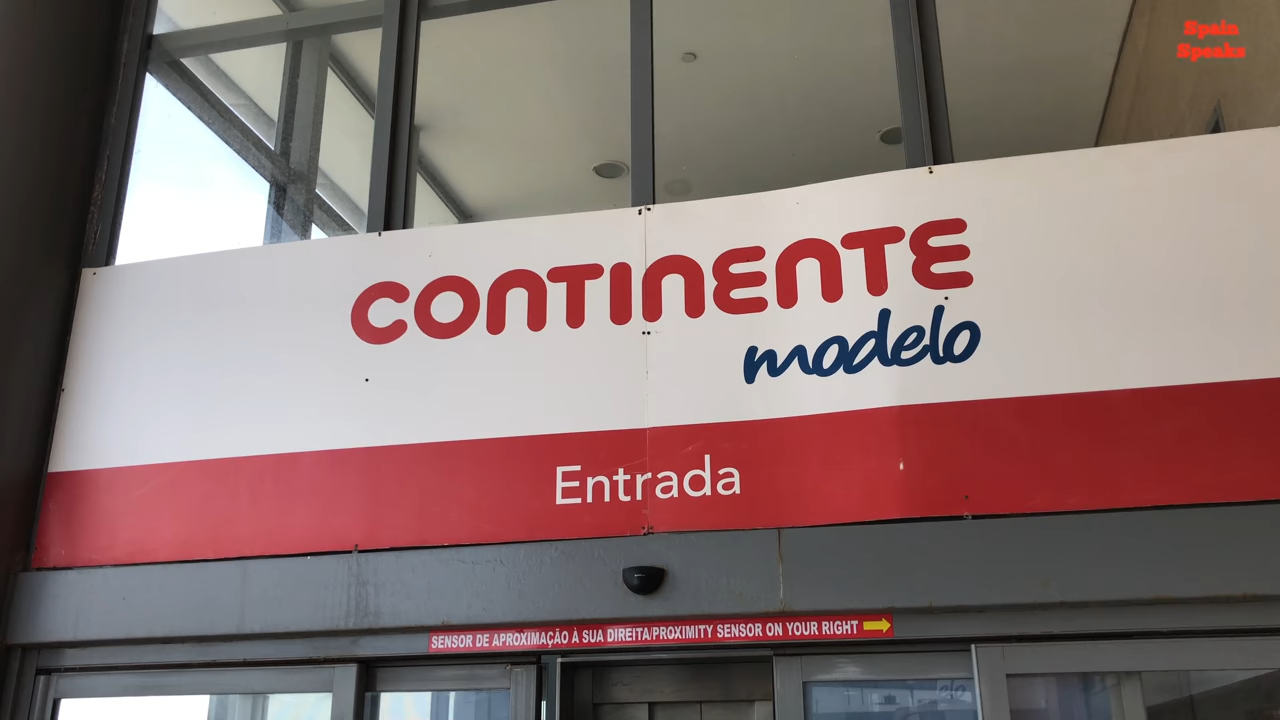 Spain
Speaks
CONTINENTE
modelo
Entrada
SENSOR DE APROXIMAÇÃO À SUA DIREITA/PROXIMITY SENSOR ON YOUR RIGHT